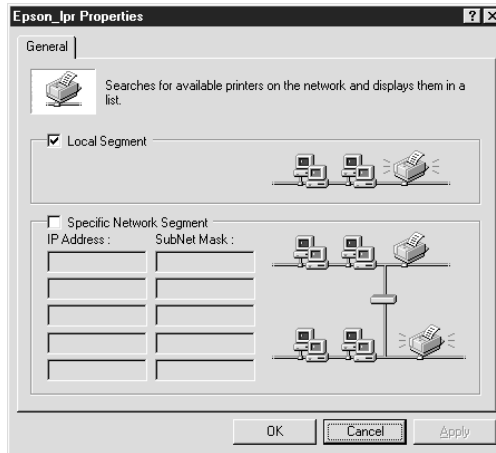 Epson_lpr Properties
General
Searches for available printers on the network and displays them in a
list.
Local Segment
Specific Network Segment
IP Address : SubNet Mask :
OK Cancel Apply